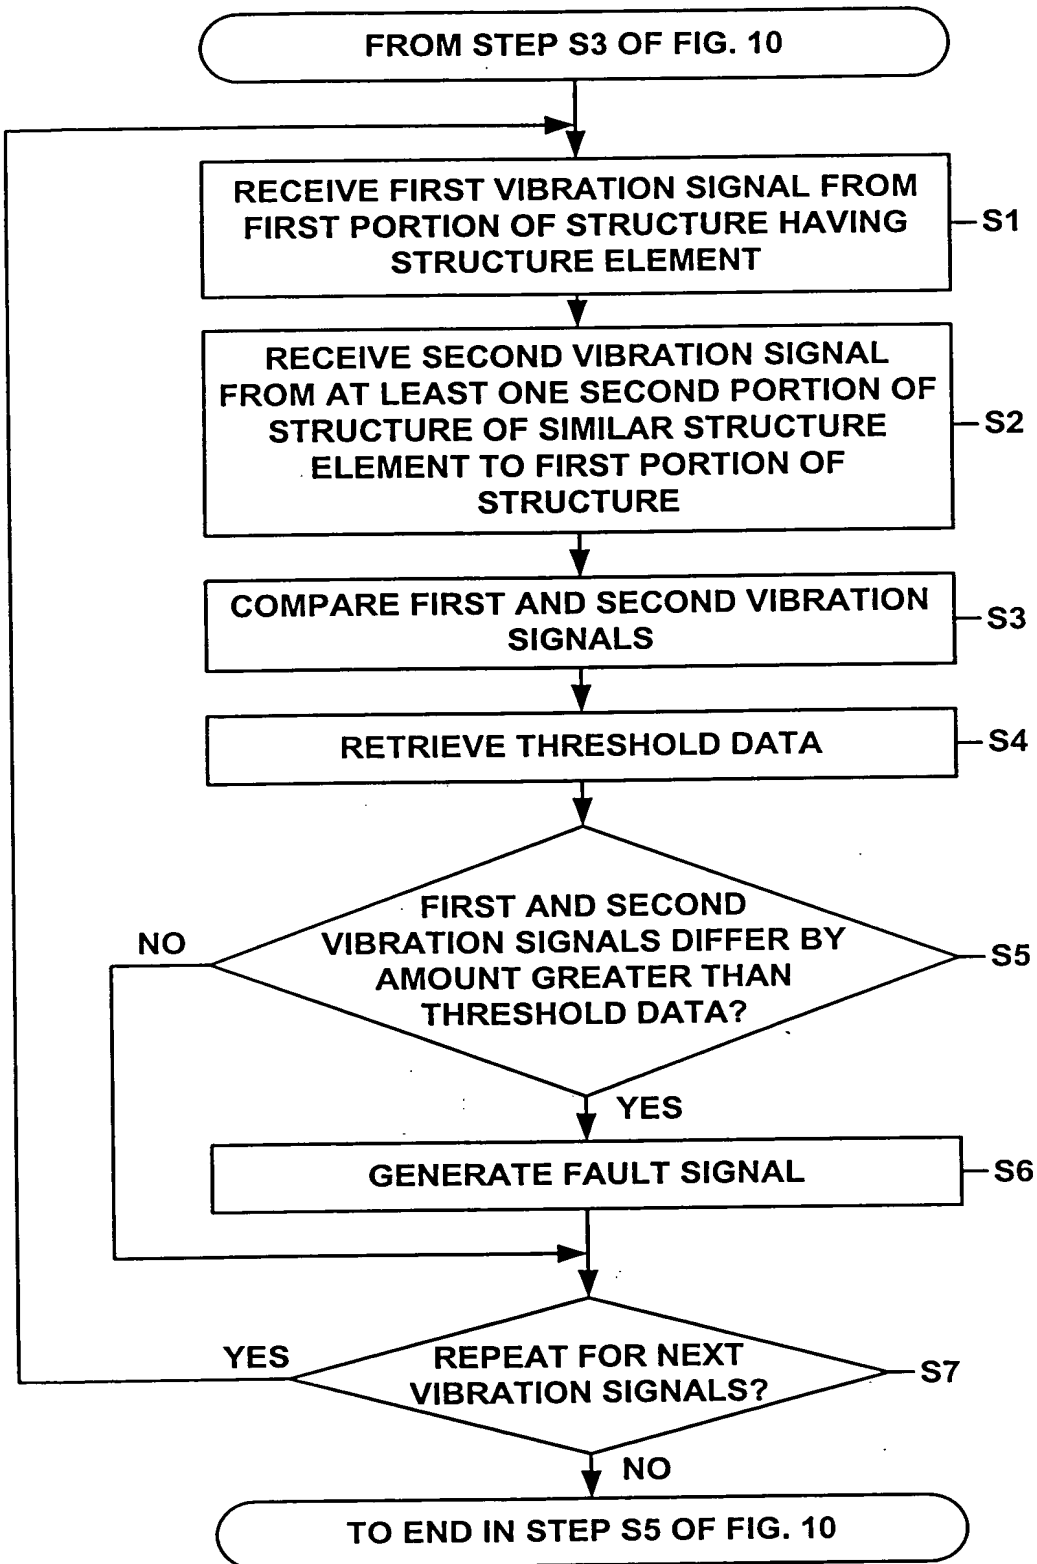 FROM STEP S3 OF FIG. 10
RECEIVE FIRST VIBRATION SIGNAL FROM
FIRST PORTION OF STRUCTURE HAVING
STRUCTURE ELEMENT
S1
RECEIVE SECOND VIBRATION SIGNAL
FROM AT LEAST ONE SECOND PORTION OF
STRUCTURE OF SIMILAR STRUCTURE
ELEMENT TO FIRST PORTION OF
STRUCTURE
S2
COMPARE FIRST AND SECOND VIBRATION
SIGNALS
S3
RETRIEVE THRESHOLD DATA
S4
FIRST AND SECOND
VIBRATION SIGNALS DIFFER BY
AMOUNT GREATER THAN
THRESHOLD DATA?
NO
S5
YES
GENERATE FAULT SIGNAL
S6
YES
REPEAT FOR NEXT
VIBRATION SIGNALS?
S7
NO
TO END IN STEP S5 OF FIG. 10